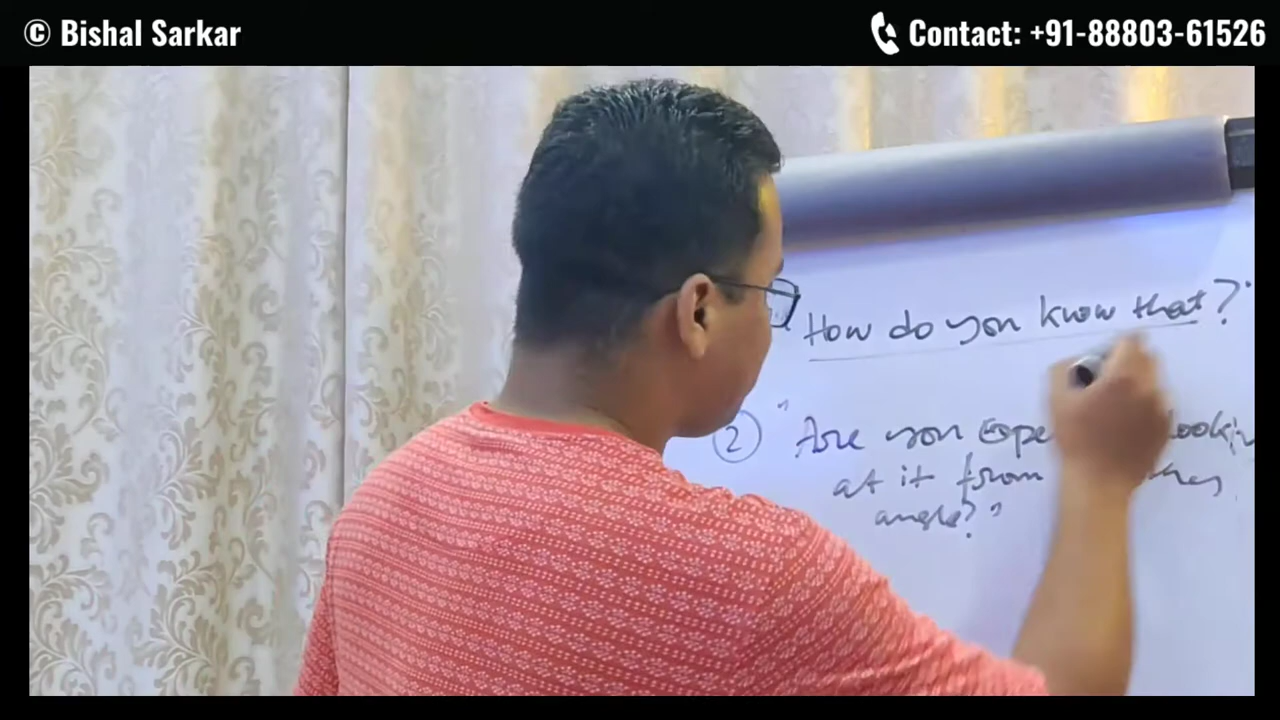 © Bishal Sarkar
Contact: +91-88803-61526
How do you know that?"
2 "Are you
at it from
angle?"